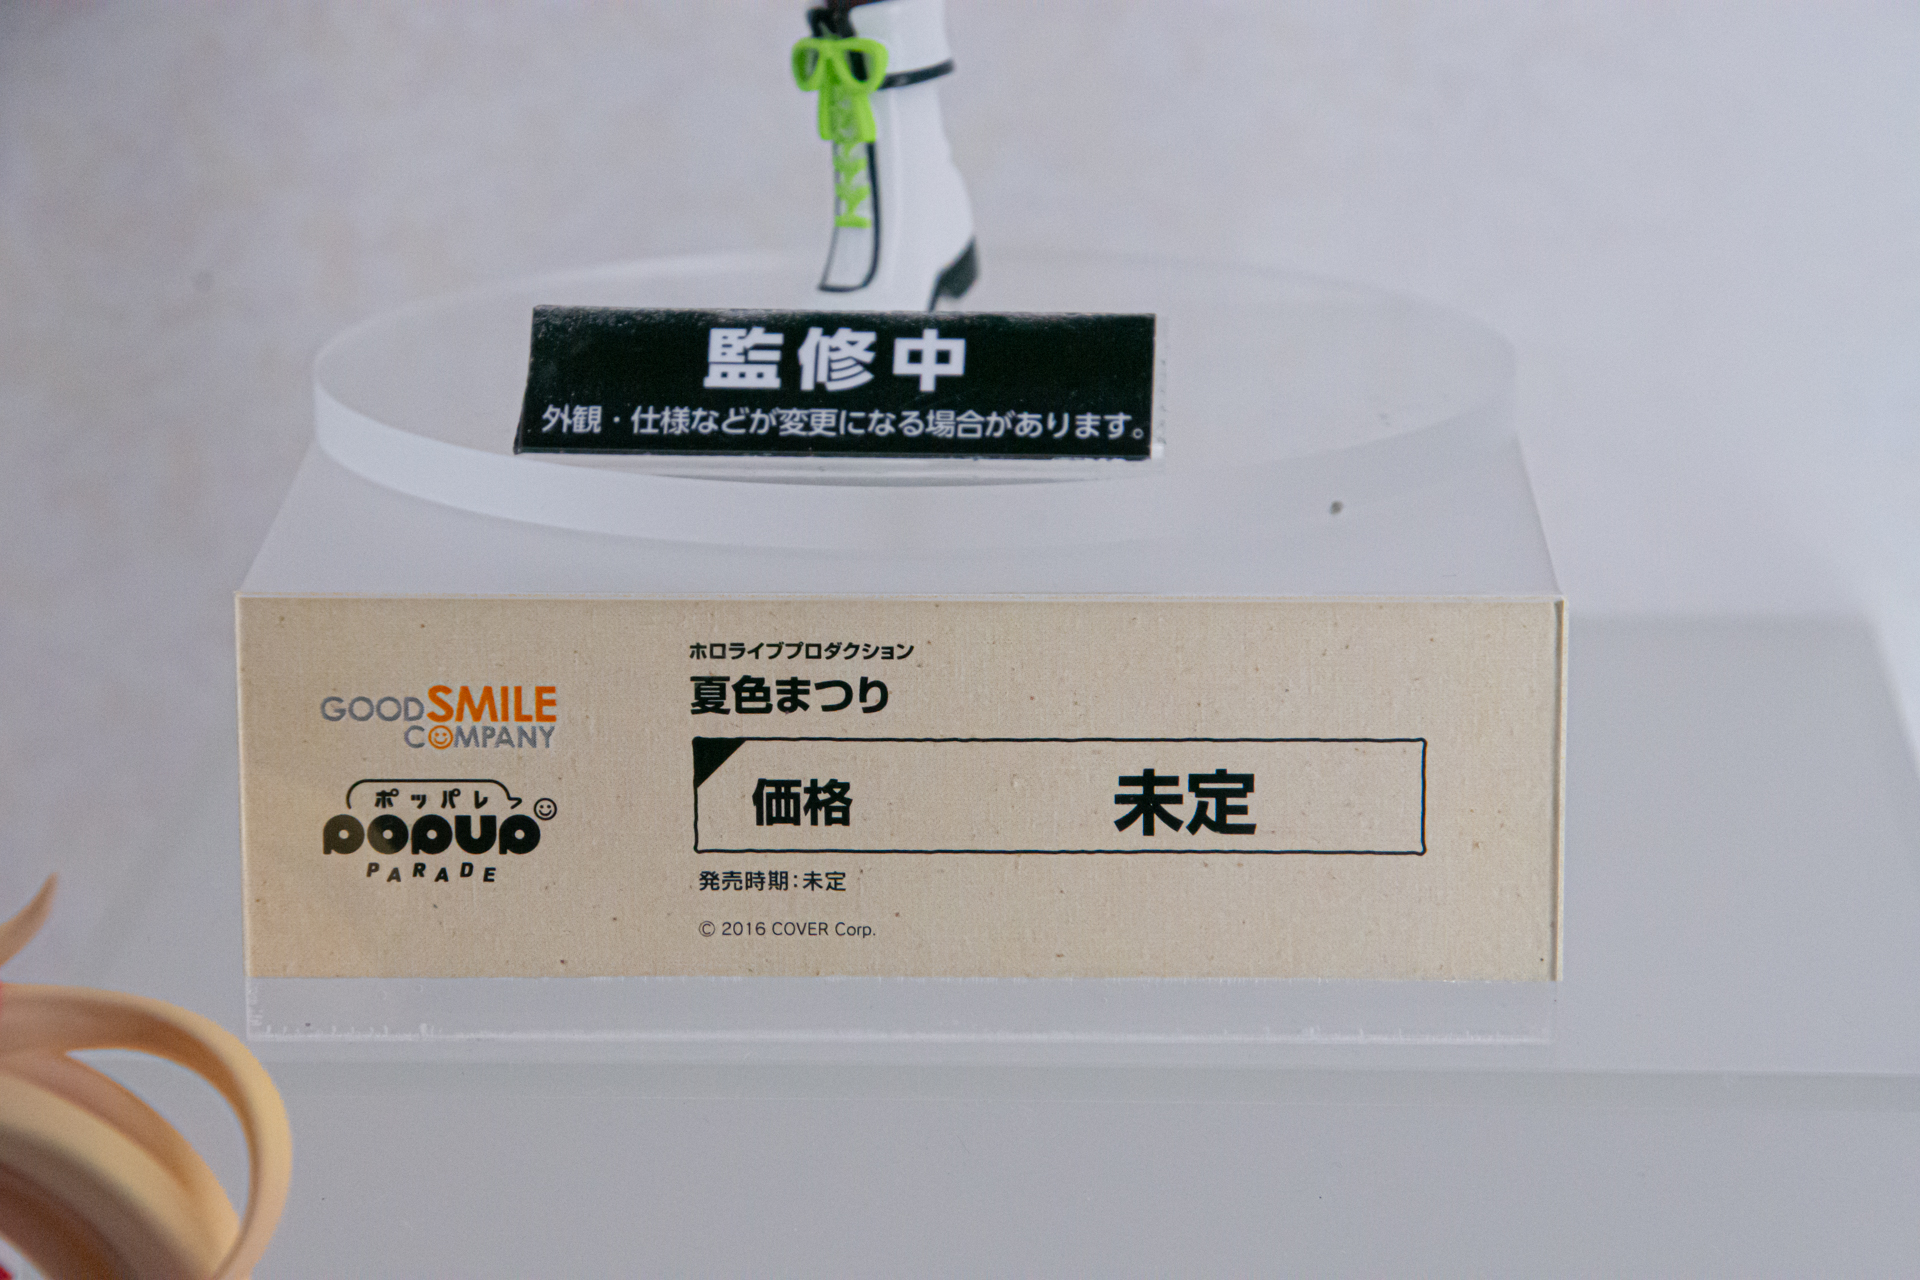 監修中
外観・仕様などが変更になる場合があります。
GOOD SMILE
COMPANY
ポッパレ
POPUP
PARADE
ホロライブプロダクション
夏色まつり
価格 未定
発売時期：未定
© 2016 COVER Corp.